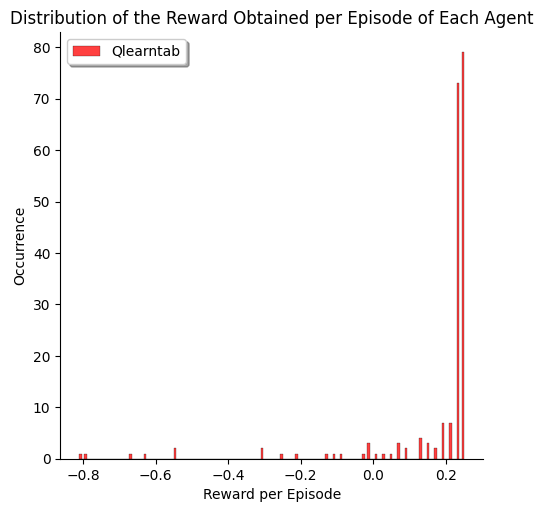 Distribution of the Reward Obtained per Episode of Each Agent
Qlearntab
80
70
60
50
40
30
20
10
0
Occurrence
−0.8 −0.6 −0.4 −0.2 0.0 0.2
Reward per Episode